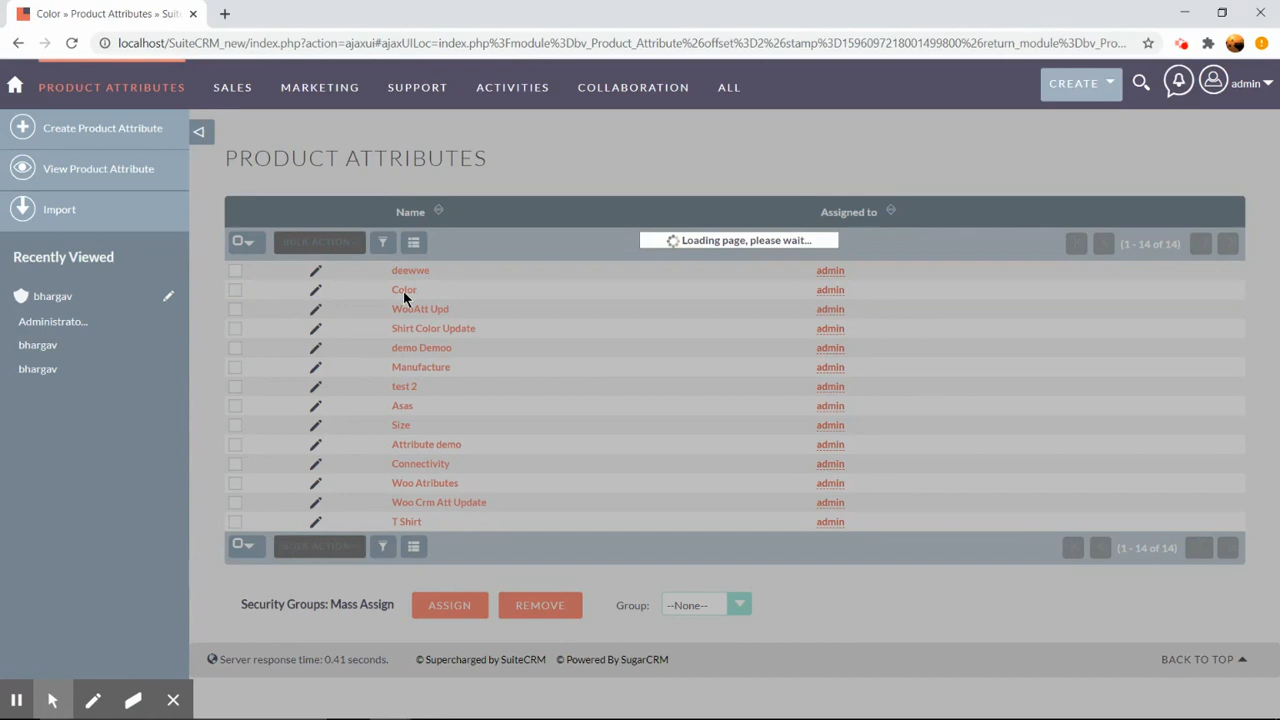 Color » Product Attributes » Suit
localhost/SuiteCRM_new/index.php?action=ajaxui#ajaxUILoc=index.php%3Fmodule%3Dbv_Product_Attribute%26offset%3D2%26stamp%3D1596097218001499800%26return_module%3Dbv_Pro...
PRODUCT ATTRIBUTES SALES MARKETING SUPPORT ACTIVITIES COLLABORATION ALL CREATE admin
Create Product Attribute
View Product Attribute
Import
Recently Viewed
bhargav
Administrato...
bhargav
bhargav
PRODUCT ATTRIBUTES
Name Assigned to
BULK ACTION Loading page, please wait... (1 - 14 of 14)
deewwe admin
Color admin
WooAtt Upd admin
Shirt Color Update admin
demo Demoo admin
Manufacture admin
test 2 admin
Asas admin
Size admin
Attribute demo admin
Connectivity admin
Woo Atributes admin
Woo Crm Att Update admin
T Shirt admin
BULK ACTION (1 - 14 of 14)
Security Groups: Mass Assign ASSIGN REMOVE Group: --None--
Server response time: 0.41 seconds. © Supercharged by SuiteCRM © Powered By SugarCRM BACK TO TOP